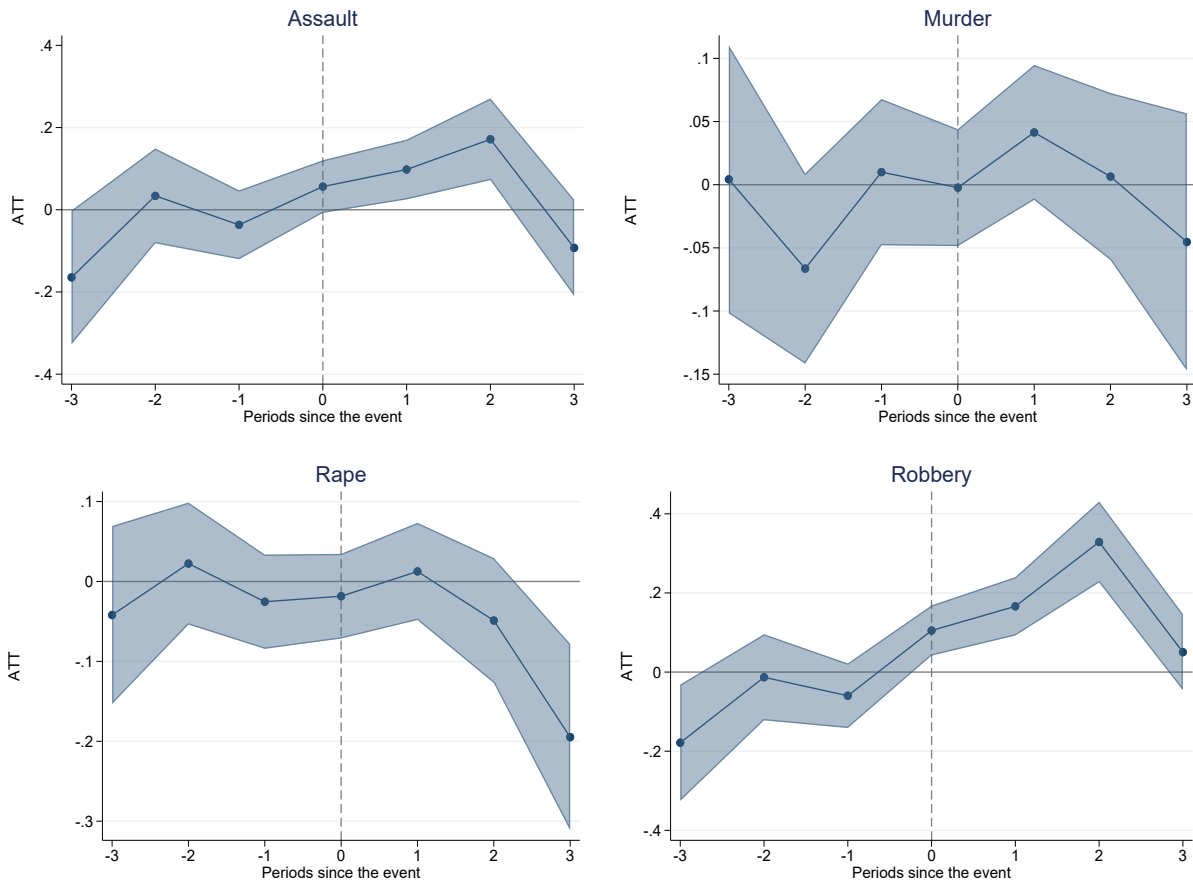 Assault
.4
.2
0
-.2
-.4
ATT
-3 -2 -1 0 1 2 3
Periods since the event
Murder
.1
.05
0
-.05
-.1
-.15
ATT
-3 -2 -1 0 1 2 3
Periods since the event
Rape
.1
0
-.1
-.2
-.3
ATT
-3 -2 -1 0 1 2 3
Periods since the event
Robbery
.4
.2
0
-.2
-.4
ATT
-3 -2 -1 0 1 2 3
Periods since the event